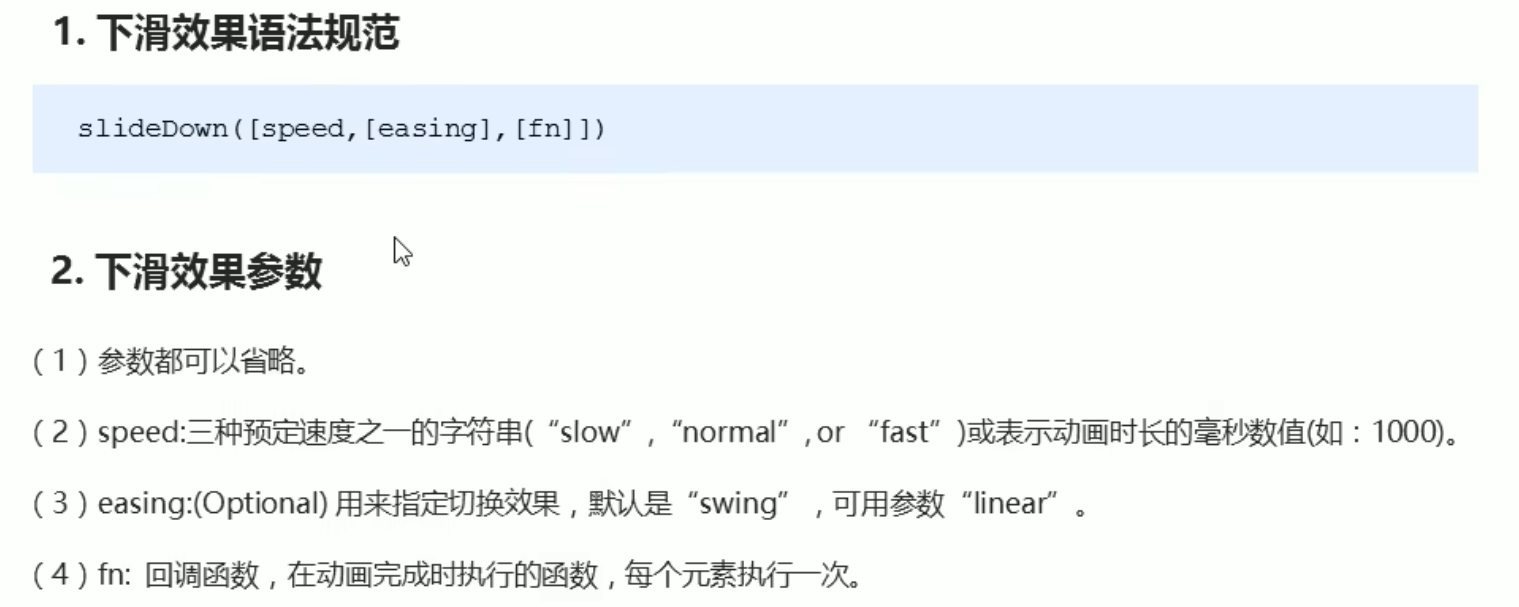 1. 下滑效果语法规范
slideDown([speed,[easing],[fn]])
2. 下滑效果参数
（1）参数都可以省略。
（2）speed:三种预定速度之一的字符串(“slow”,“normal”, or “fast”)或表示动画时长的毫秒数值(如：1000)。
（3）easing:(Optional) 用来指定切换效果，默认是“swing”，可用参数“linear”。
（4）fn: 回调函数，在动画完成时执行的函数，每个元素执行一次。